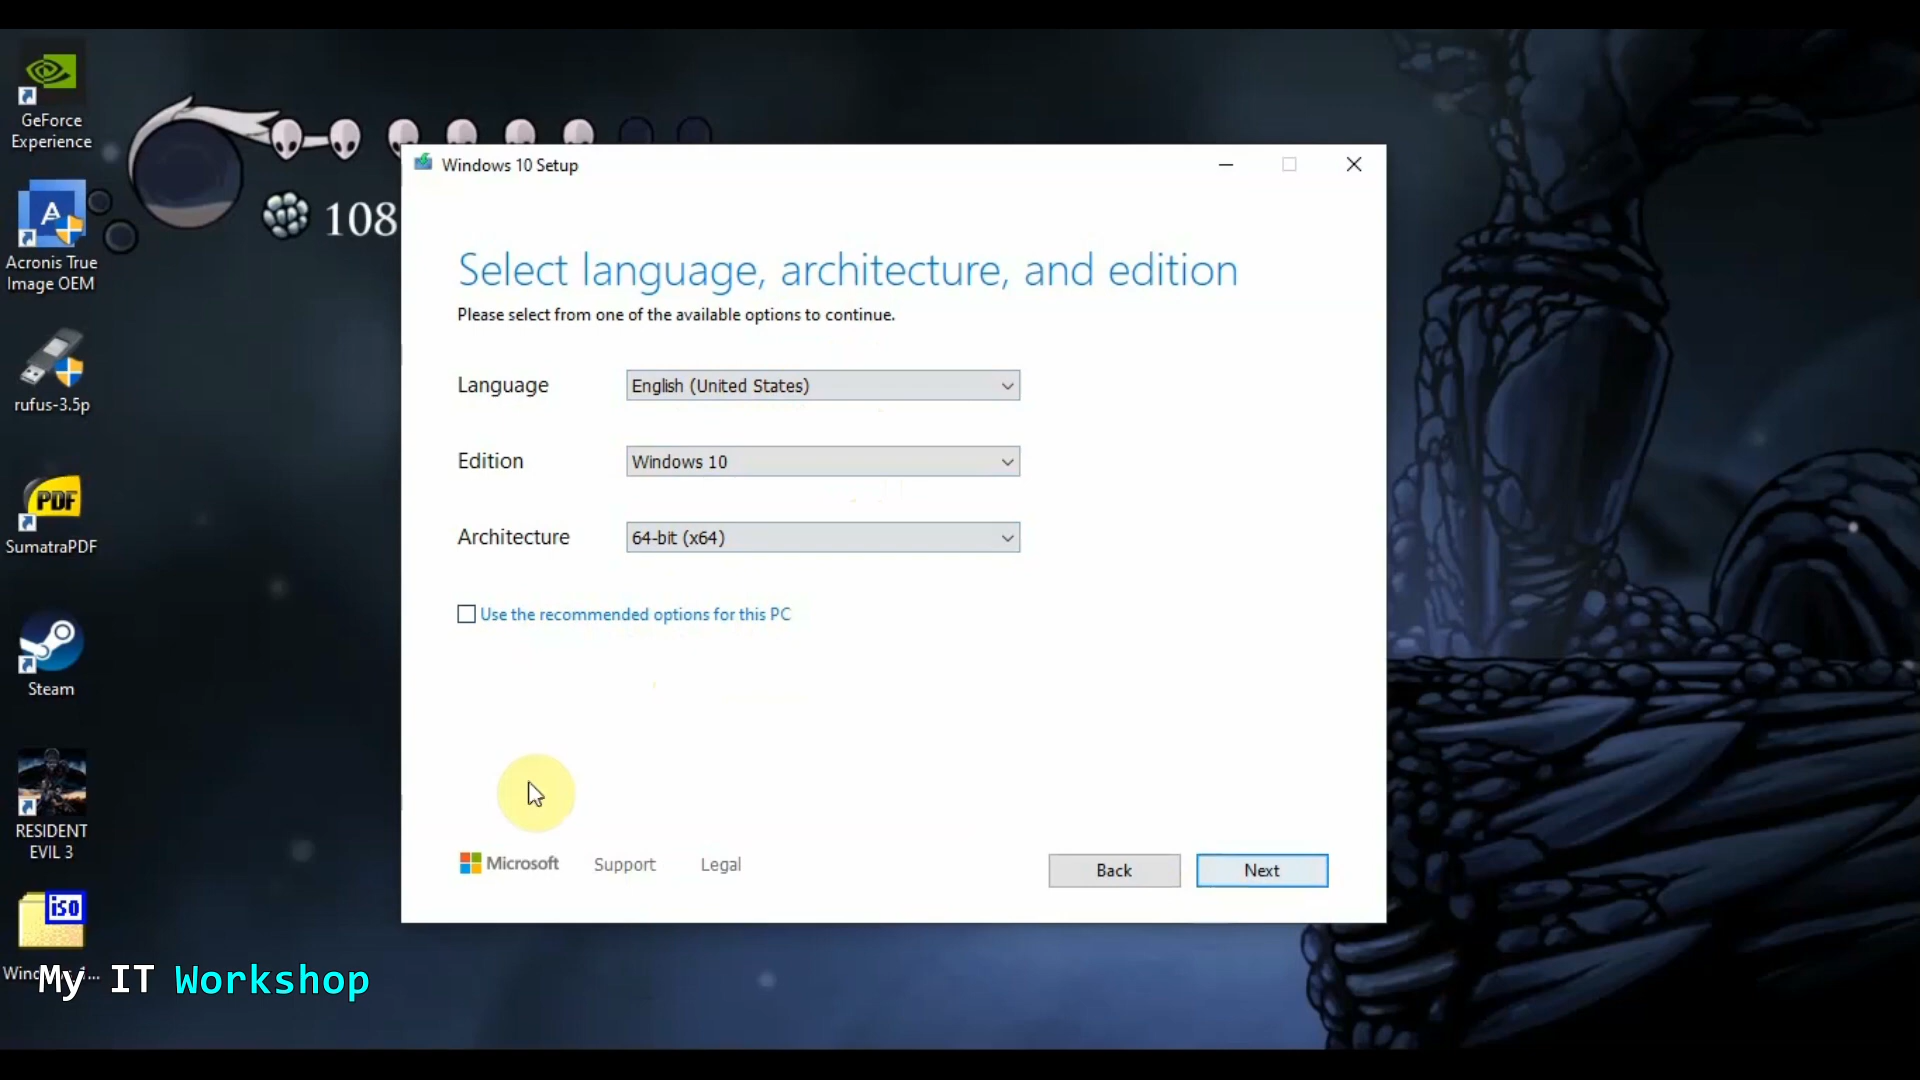 GeForce
Experience
Acronis True
Image OEM
rufus-3.5p
PDF
SumatraPDF
Steam
RESIDENT
EVIL 3
iso
My IT Workshop
108
Windows 10 Setup
Select language, architecture, and edition
Please select from one of the available options to continue.
Language
English (United States)
Edition
Windows 10
Architecture
64-bit (x64)
Use the recommended options for this PC
Microsoft
Support
Legal
Back
Next